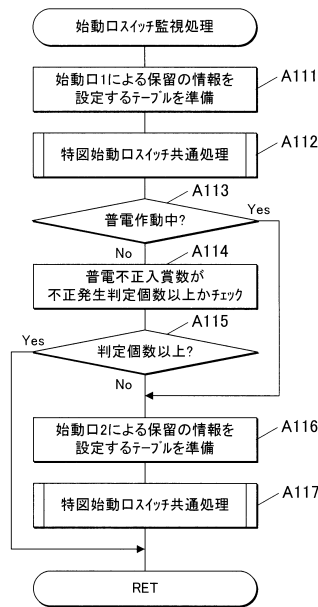 始動口スイッチ監視処理
始動口1による保留の情報を
設定するテーブルを準備
A111
特図始動口スイッチ共通処理
A112
A113
普電作動中?
Yes
No
A114
普電不正入賞数が
不正発生判定個数以上かチェック
A115
Yes
判定個数以上?
No
始動口2による保留の情報を
設定するテーブルを準備
A116
特図始動口スイッチ共通処理
A117
RET